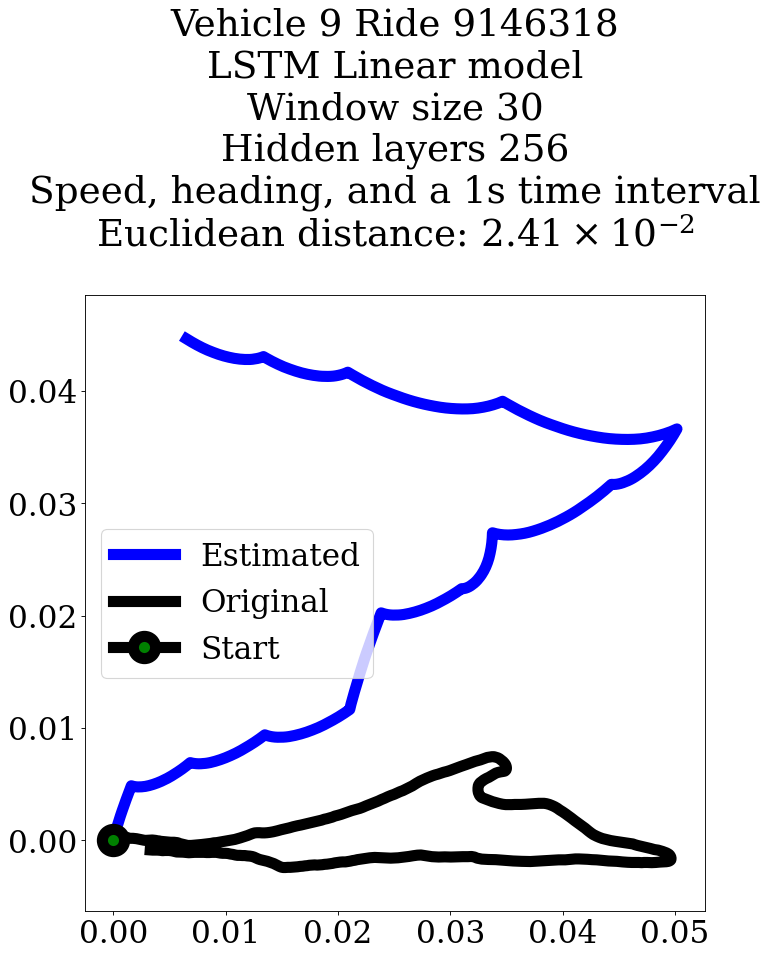 Vehicle 9 Ride 9146318
LSTM Linear model
Window size 30
Hidden layers 256
Speed, heading, and a 1s time interval
Euclidean distance: 2.41 × 10⁻²
0.04
0.03
0.02
0.01
0.00
Estimated
Original
Start
0.00 0.01 0.02 0.03 0.04 0.05